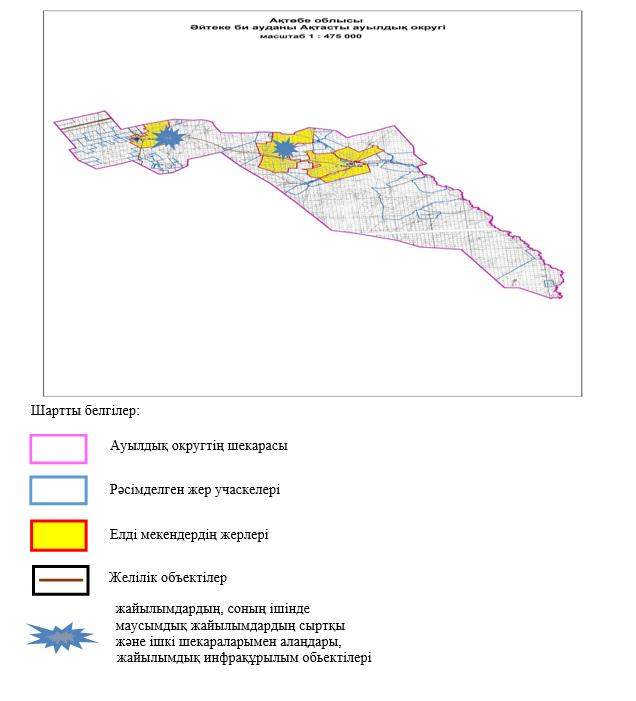 Ақтөбе облысы
Әйтеке би ауданы Ақтасты ауылдық округі
масштаб 1 : 475 000
Шартты белгілер:
Ауылдық округтің шекарасы
Рәсімделген жер учаскелері
Елді мекендердің жерлері
Желілік объектілер
жайылымдардың, соның ішінде
маусымдық жайылымдардың сыртқы
және ішкі шекараларымен алаңдары,
жайылымдық инфрақұрылым объектілері